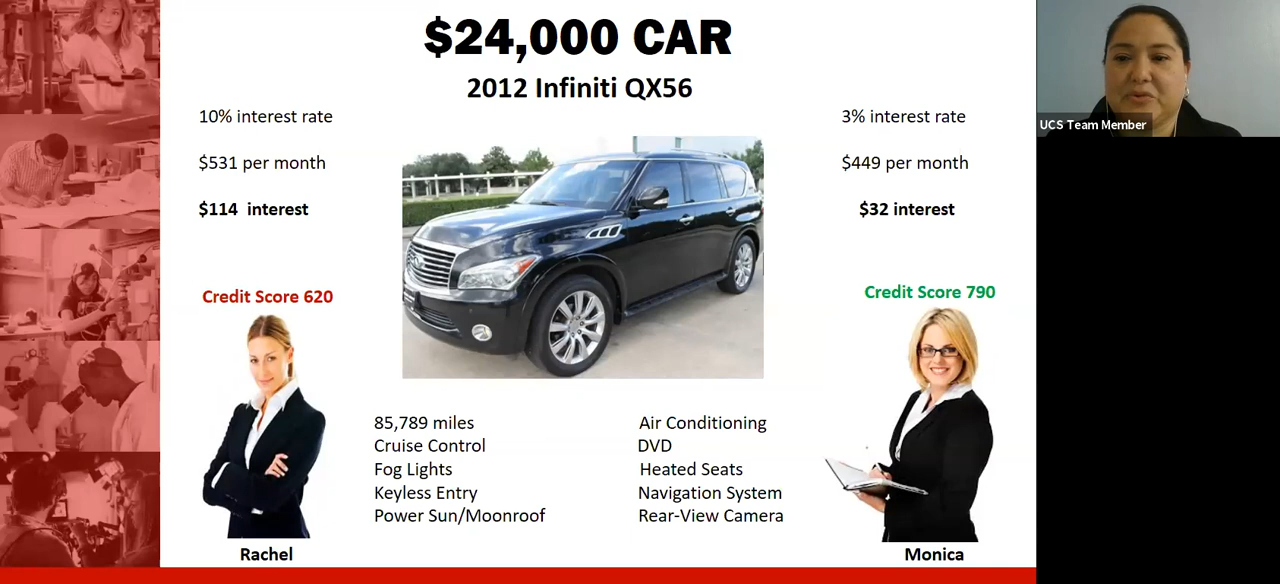 $24,000 CAR
2012 Infiniti QX56
10% interest rate
$531 per month
$114 interest
Credit Score 620
3% interest rate
$449 per month
$32 interest
Credit Score 790
85,789 miles
Cruise Control
Fog Lights
Keyless Entry
Power Sun/Moonroof
Air Conditioning
DVD
Heated Seats
Navigation System
Rear-View Camera
Rachel
Monica
UCS Team Member